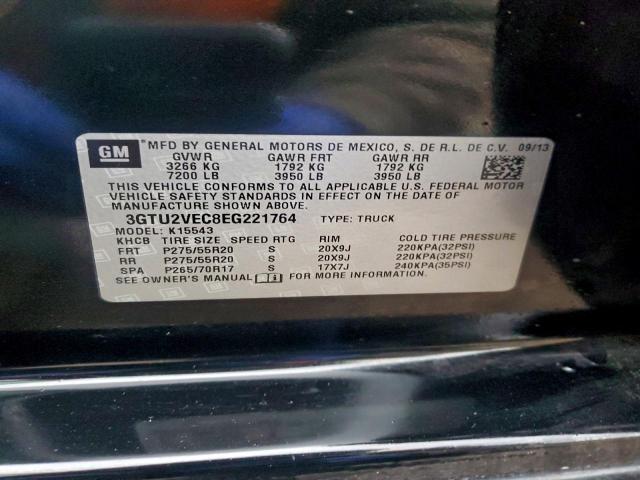 GM
MFD BY GENERAL MOTORS DE MEXICO, S. DE R.L. DE C.V. 09/13
GVWR GAWR FRT GAWR RR
3266 KG 1792 KG 1792 KG
7200 LB 3950 LB 3950 LB
THIS VEHICLE CONFORMS TO ALL APPLICABLE U.S. FEDERAL MOTOR
VEHICLE SAFETY STANDARDS IN EFFECT ON THE DATE OF
MANUFACTURE SHOWN ABOVE.
3GTU2VEC8EG221764 TYPE: TRUCK
MODEL: K15543
KHCB TIRE SIZE SPEED RTG RIM COLD TIRE PRESSURE
FRT P275/55R20 S 20X9J 220KPA(32PSI)
RR P275/55R20 S 20X9J 220KPA(32PSI)
SPA P265/70R17 S 17X7J 240KPA(35PSI)
SEE OWNER'S MANUAL FOR MORE INFORMATION.